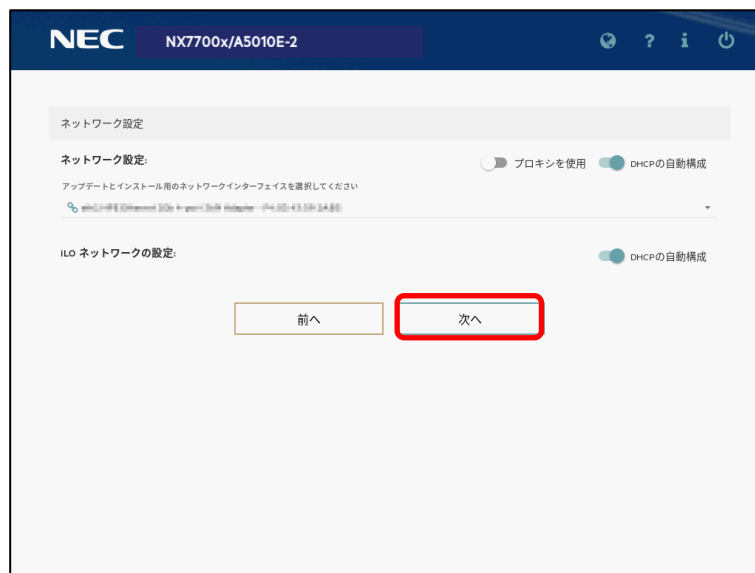 NEC NX7700x/A5010E-2
ネットワーク設定
ネットワーク設定:
プロキシを使用 DHCPの自動構成
アップデートとインストール用のネットワークインターフェイスを選択してください
ILO ネットワークの設定:
DHCPの自動構成
前へ 次へ